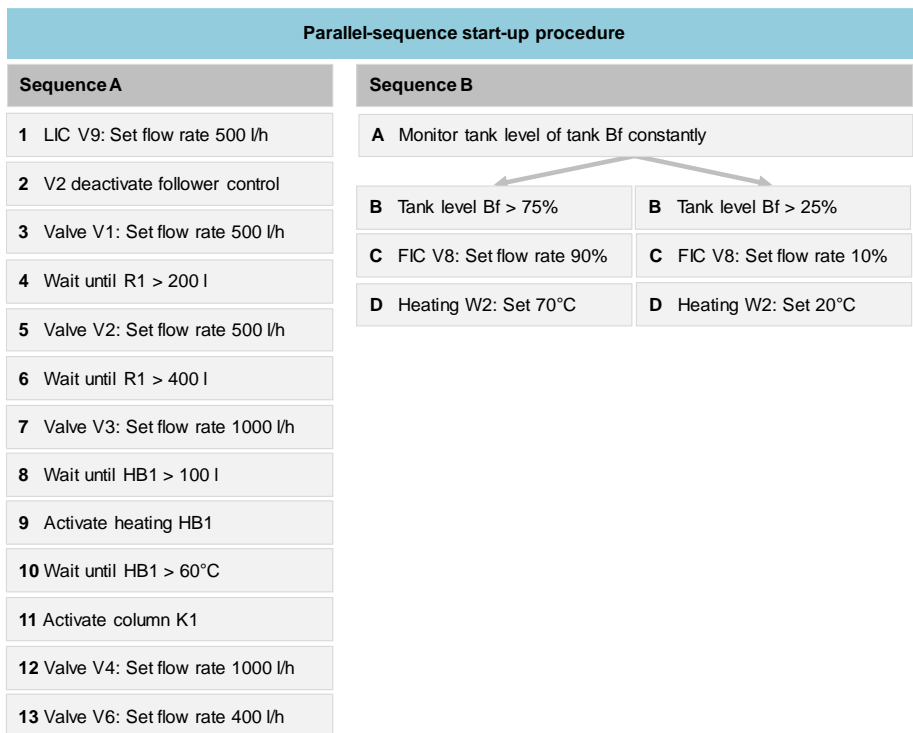 Parallel-sequence start-up procedure
Sequence A
1 LIC V9: Set flow rate 500 l/h
2 V2 deactivate follower control
3 Valve V1: Set flow rate 500 l/h
4 Wait until R1 > 200 l
5 Valve V2: Set flow rate 500 l/h
6 Wait until R1 > 400 l
7 Valve V3: Set flow rate 1000 l/h
8 Wait until HB1 > 100 l
9 Activate heating HB1
10 Wait until HB1 > 60°C
11 Activate column K1
12 Valve V4: Set flow rate 1000 l/h
13 Valve V6: Set flow rate 400 l/h
Sequence B
A Monitor tank level of tank Bf constantly
B Tank level Bf > 75%
C FIC V8: Set flow rate 90%
D Heating W2: Set 70°C
B Tank level Bf > 25%
C FIC V8: Set flow rate 10%
D Heating W2: Set 20°C